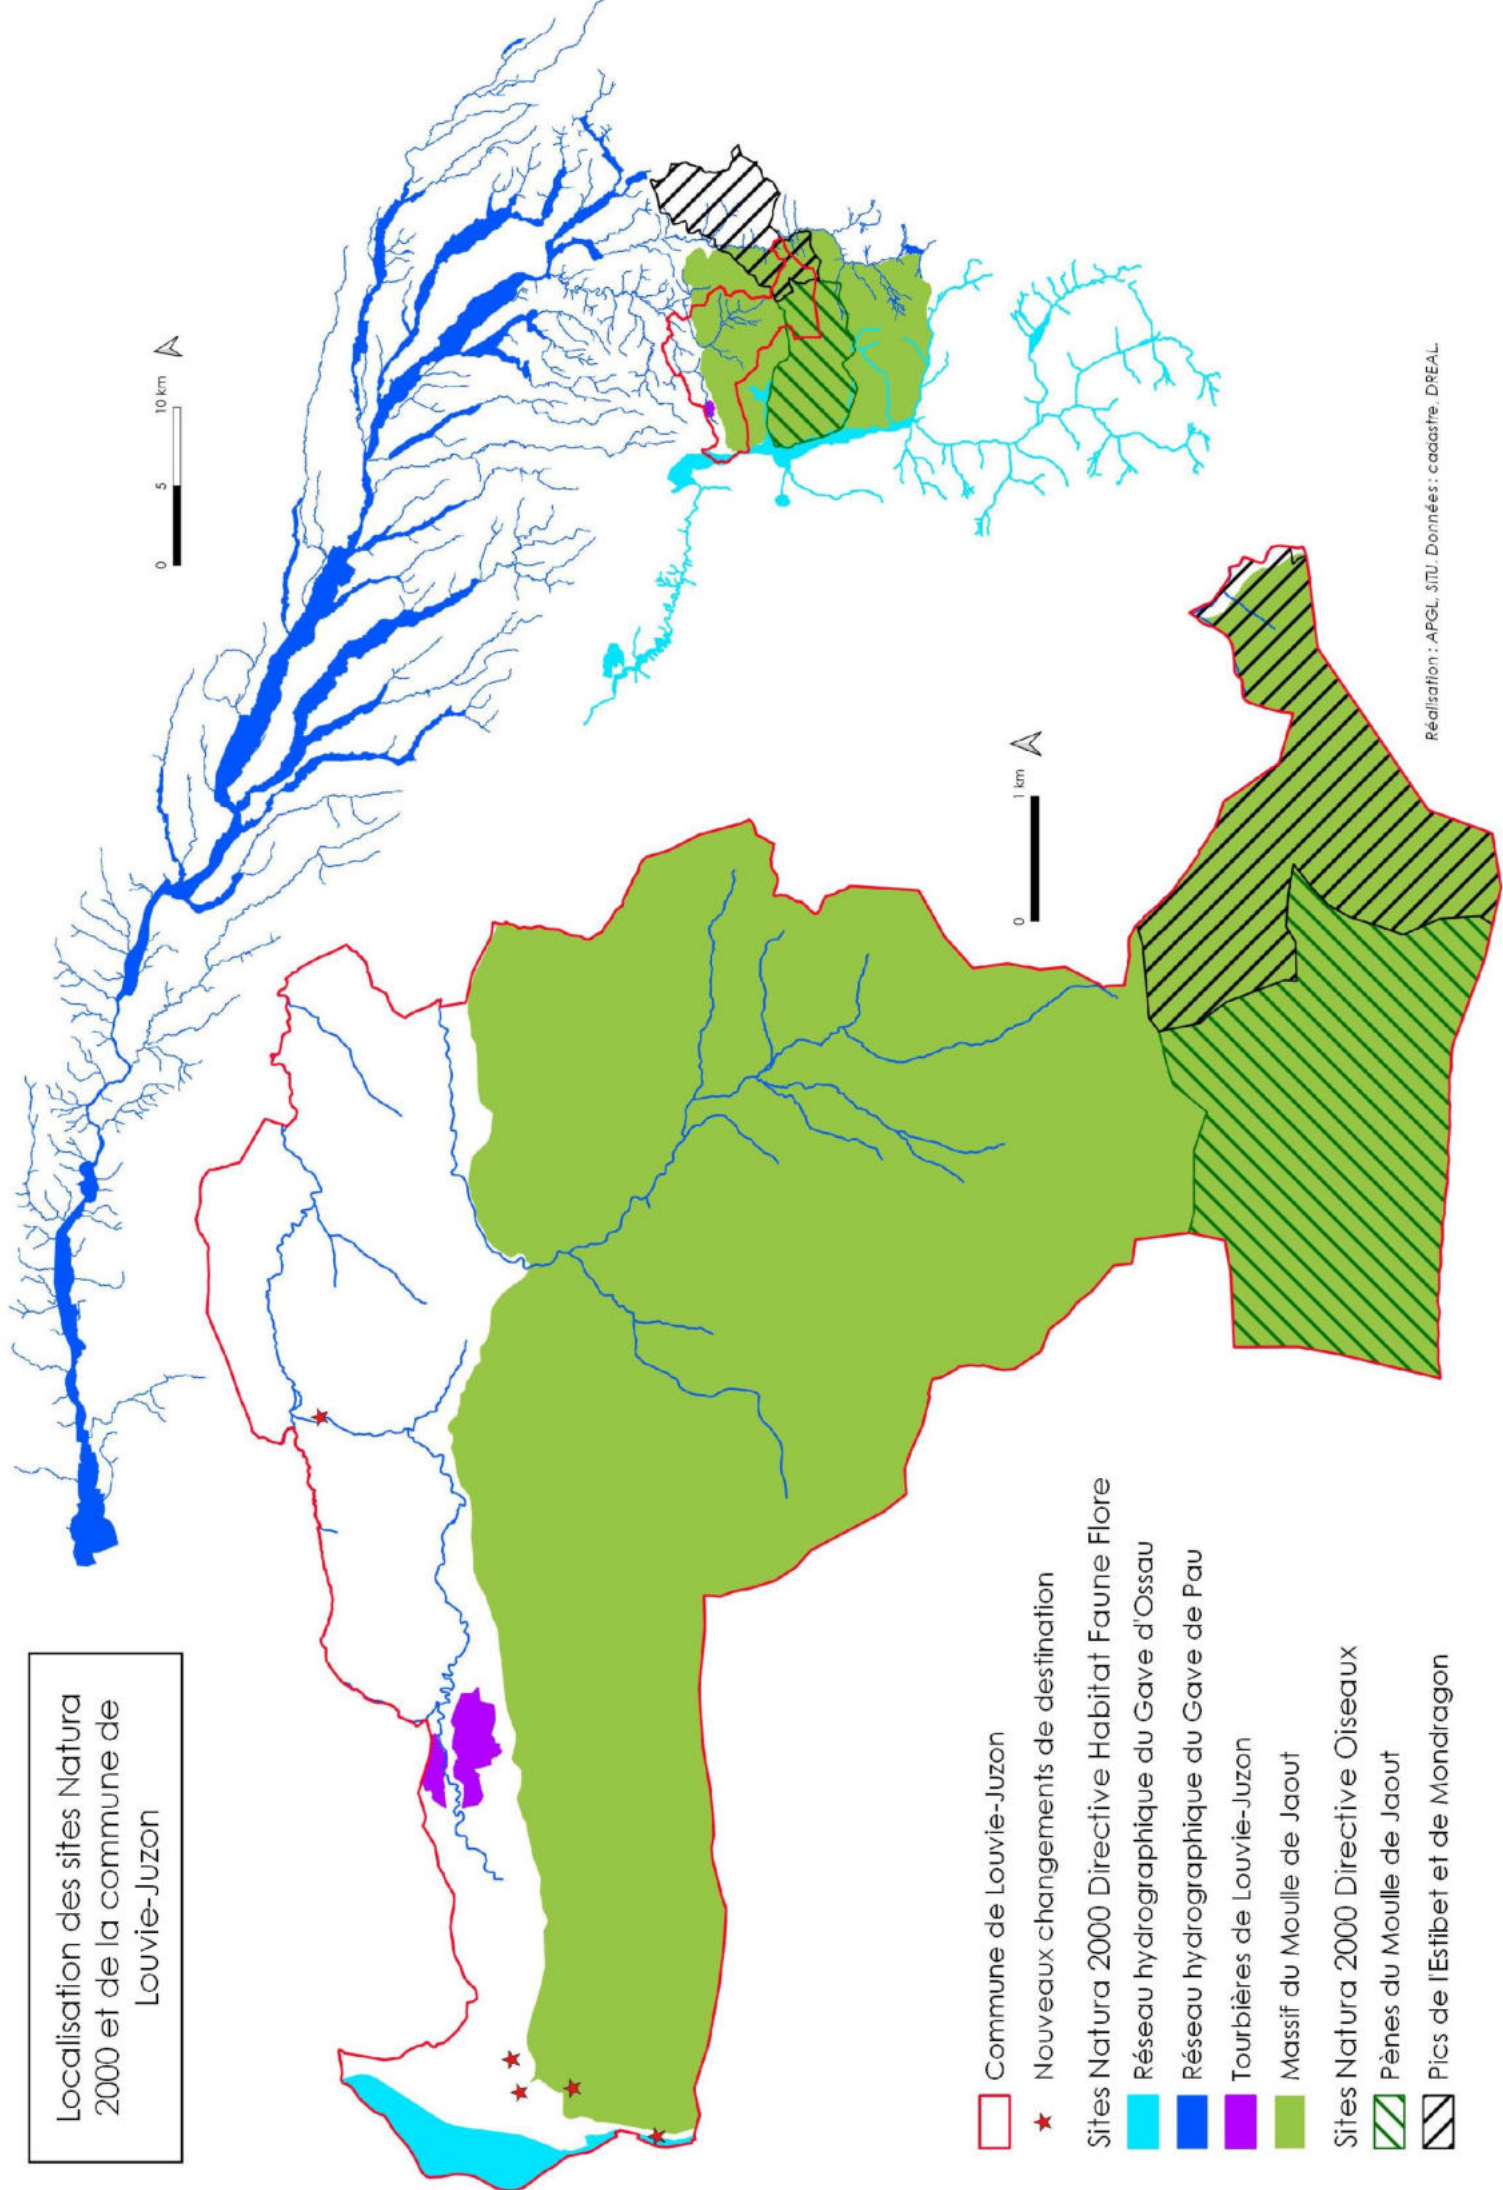 Localisation des sites Natura
2000 et de la commune de
Louvie-Juzon
0 5 10 km
0 1 km
Commune de Louvie-Juzon
Nouveaux changements de destination
Sites Natura 2000 Directive Habitat Faune Flore
Réseau hydrographique du Gave d'Ossau
Réseau hydrographique du Gave de Pau
Tourbières de Louvie-Juzon
Massif du Moulle de Jaout
Sites Natura 2000 Directive Oiseaux
Pènes du Moulle de Jaout
Pics de l'Estibet et de Mondragon
Réalisation : APGL, SITU. Données : cadastre, DREAL.